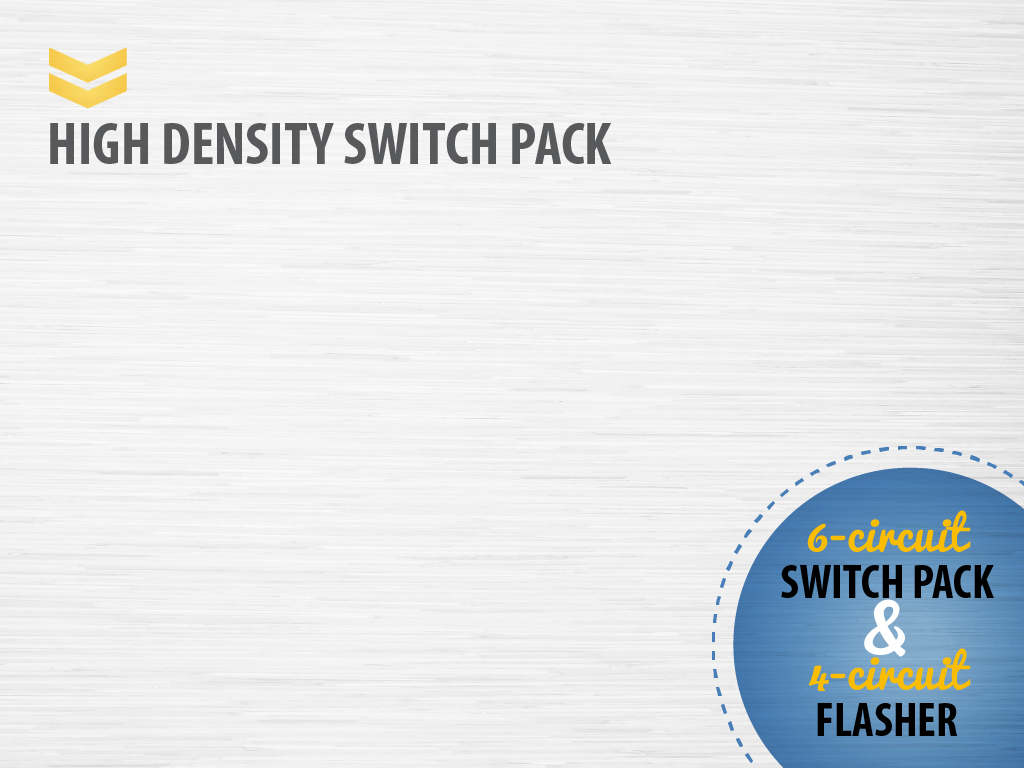 HIGH DENSITY SWITCH PACK
6-circuit
SWITCH PACK
&
4-circuit
FLASHER